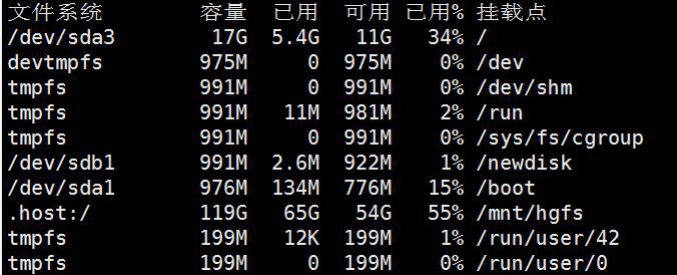 文件系统 容量 已用 可用 已用% 挂载点
/dev/sda3 17G 5.4G 11G 34% /
devtmpfs 975M 0 975M 0% /dev
tmpfs 991M 0 991M 0% /dev/shm
tmpfs 991M 11M 981M 2% /run
tmpfs 991M 0 991M 0% /sys/fs/cgroup
/dev/sdb1 991M 2.6M 922M 1% /newdisk
/dev/sda1 976M 134M 776M 15% /boot
.host:/ 119G 65G 54G 55% /mnt/hgfs
tmpfs 199M 12K 199M 1% /run/user/42
tmpfs 199M 0 199M 0% /run/user/0